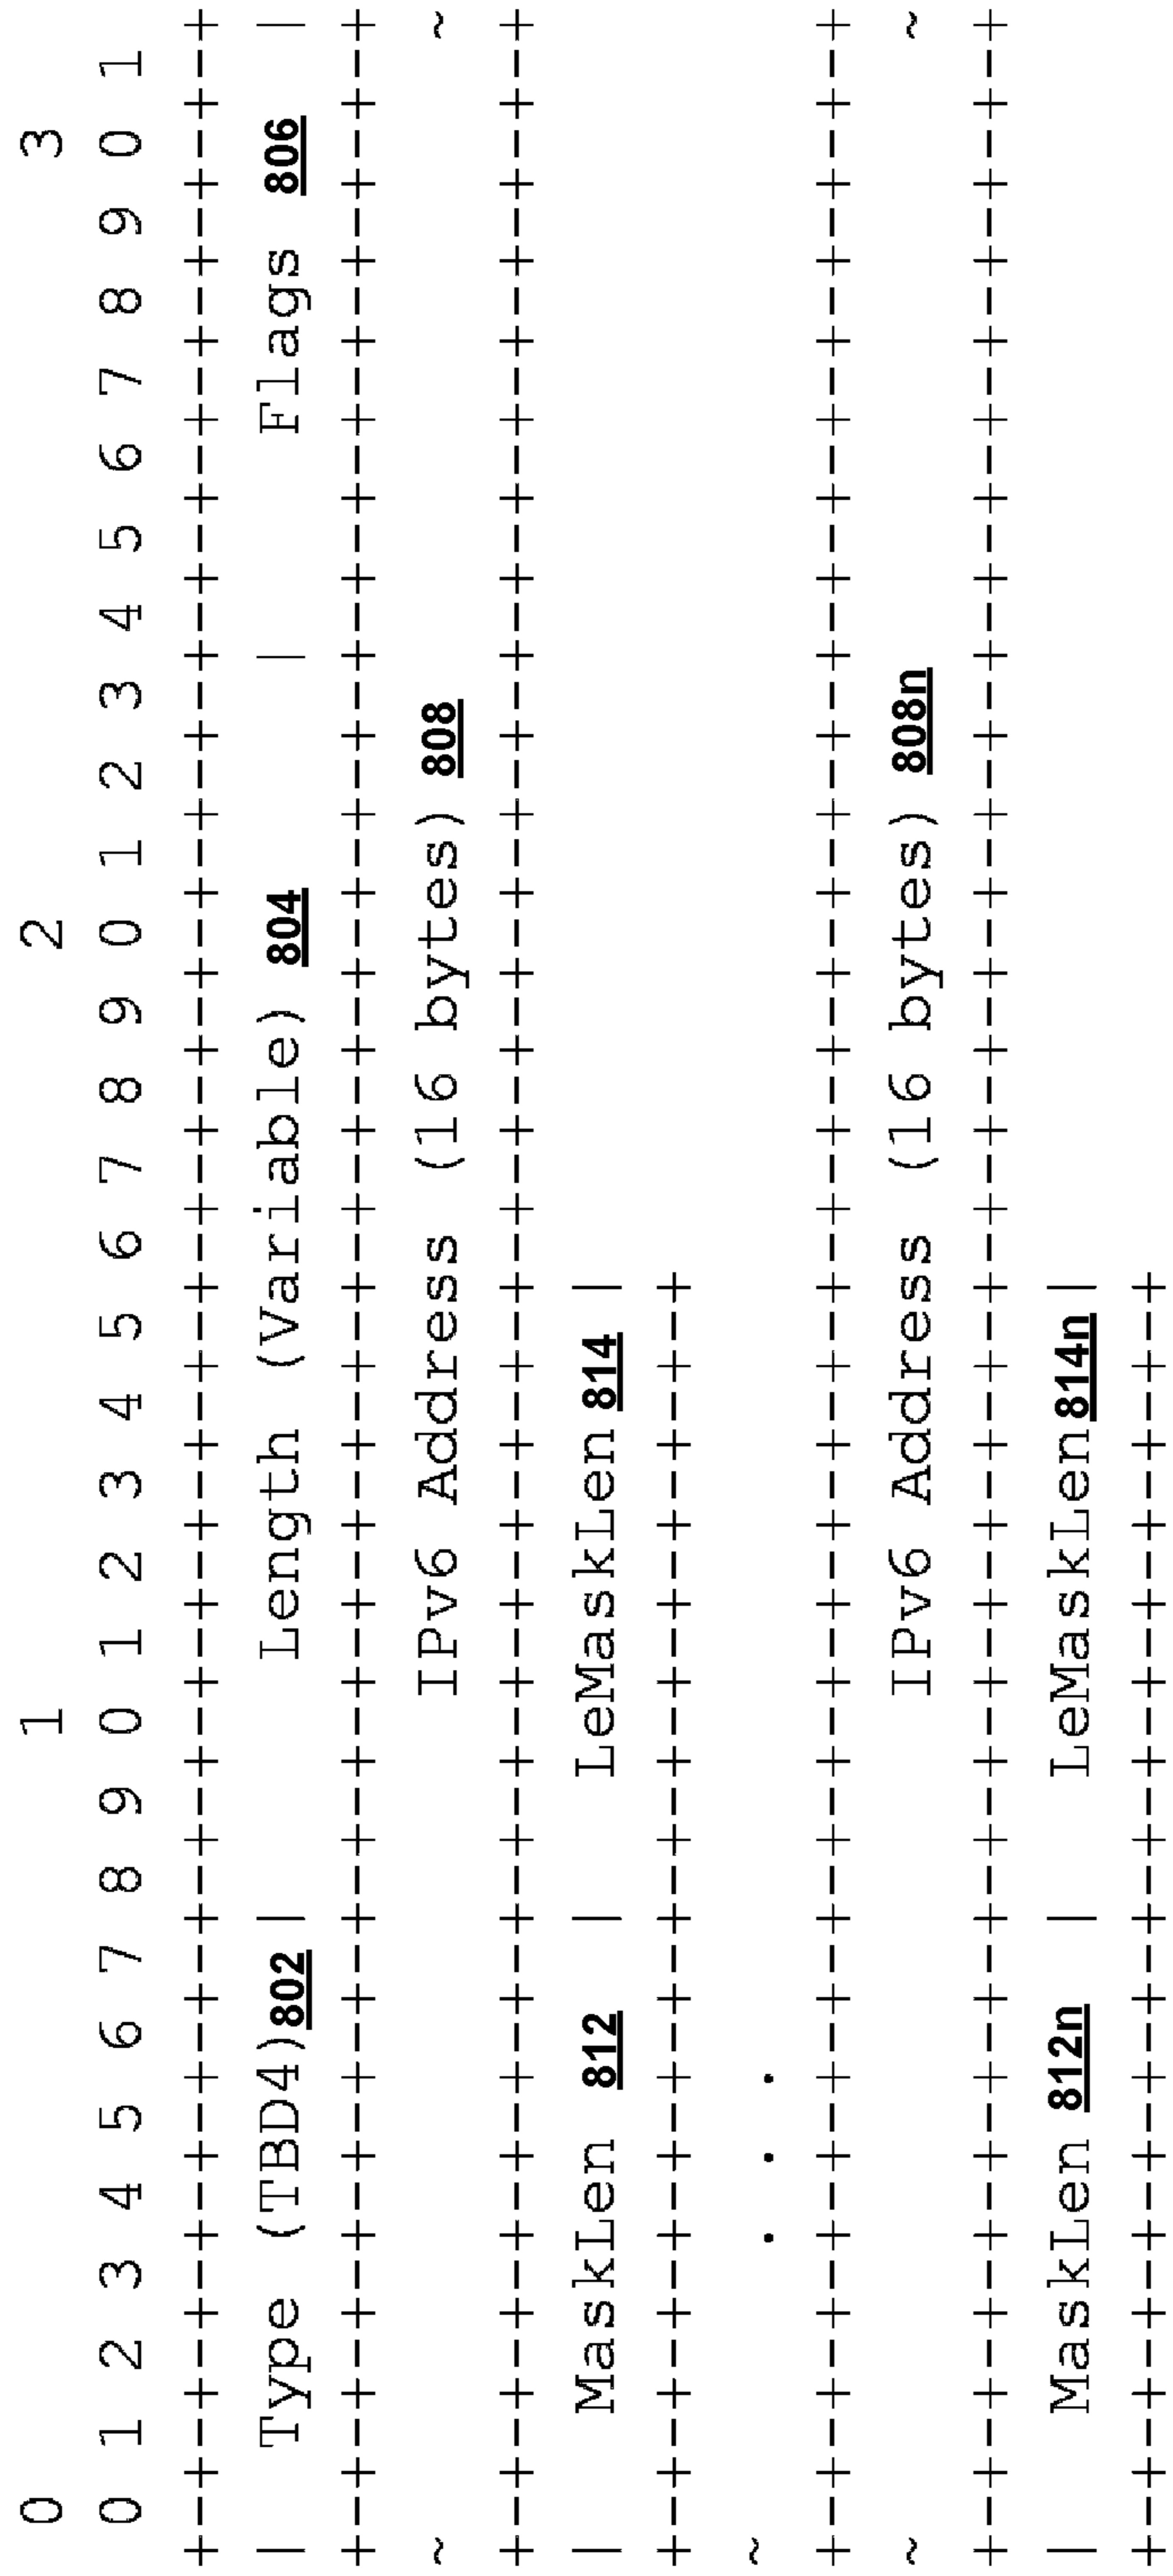 0 1 2 3
0 1 2 3 4 5 6 7 8 9 0 1 2 3 4 5 6 7 8 9 0 1 2 3 4 5 6 7 8 9 0 1
+-+-+-+-+-+-+-+-+-+-+-+-+-+-+-+-+-+-+-+-+-+-+-+-+-+-+-+-+-+-+-+-+
| Type (TBD4)802| Length (Variable) 804 | Flags 806 |
+-+-+-+-+-+-+-+-+-+-+-+-+-+-+-+-+-+-+-+-+-+-+-+-+-+-+-+-+-+-+-+-+
~ IPv6 Address (16 bytes) 808 ~
+-+-+-+-+-+-+-+-+-+-+-+-+-+-+-+-+-+-+-+-+-+-+-+-+-+-+-+-+-+-+-+-+
| MaskLen 812 | LeMaskLen 814 |
+-+-+-+-+-+-+-+-+-+-+-+-+-+-+-+-+
~ . . .
+-+-+-+-+-+-+-+-+-+-+-+-+-+-+-+-+-+-+-+-+-+-+-+-+-+-+-+-+-+-+-+-+
~ IPv6 Address (16 bytes) 808n ~
+-+-+-+-+-+-+-+-+-+-+-+-+-+-+-+-+-+-+-+-+-+-+-+-+-+-+-+-+-+-+-+-+
| MaskLen 812n | LeMaskLen814n|
+-+-+-+-+-+-+-+-+-+-+-+-+-+-+-+-+